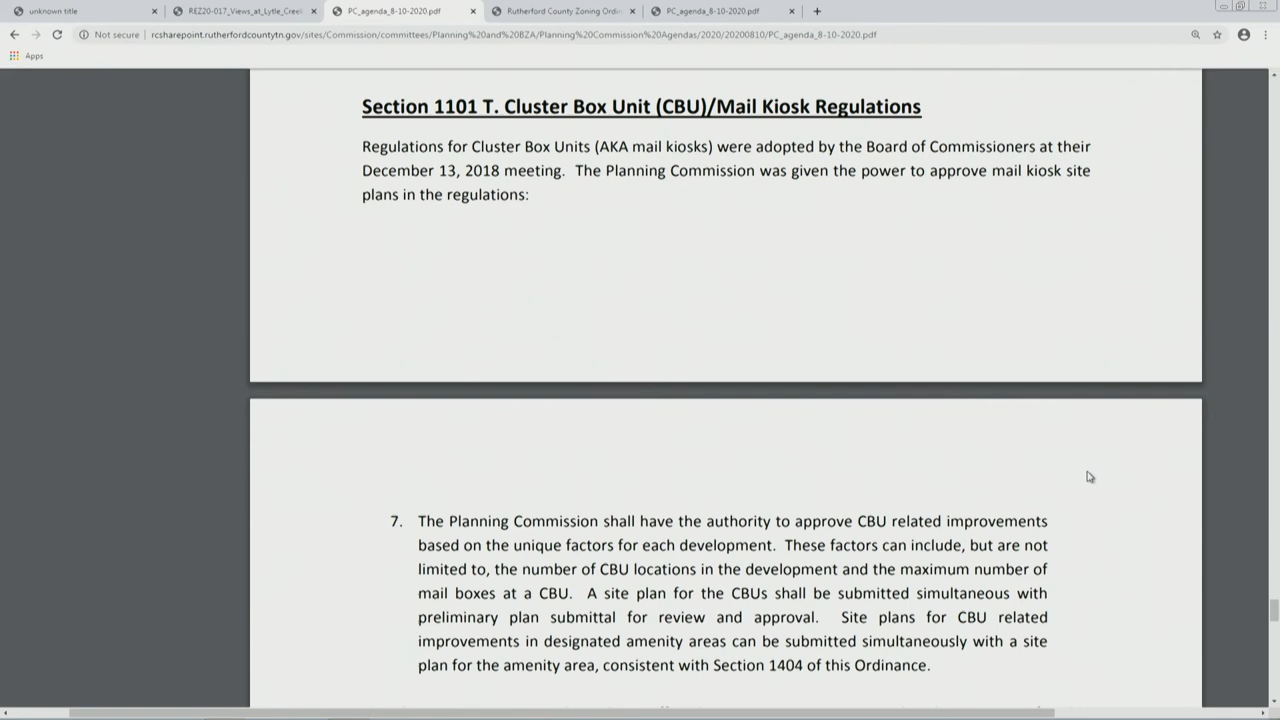 unknown title
REZ20-017_Views_at_Lytle_Creek
PC_agenda_8-10-2020.pdf
Rutherford County Zoning Ordin
PC_agenda_8-10-2020.pdf
Not secure | rcsharepoint.rutherfordcountytn.gov/sites/Commission/committees/Planning%20and%20BZA/Planning%20Commission%20Agendas/2020/20200810/PC_agenda_8-10-2020.pdf
Apps
Section 1101 T. Cluster Box Unit (CBU)/Mail Kiosk Regulations
Regulations for Cluster Box Units (AKA mail kiosks) were adopted by the Board of Commissioners at their
December 13, 2018 meeting. The Planning Commission was given the power to approve mail kiosk site
plans in the regulations:
7. The Planning Commission shall have the authority to approve CBU related improvements
based on the unique factors for each development. These factors can include, but are not
limited to, the number of CBU locations in the development and the maximum number of
mail boxes at a CBU. A site plan for the CBUs shall be submitted simultaneous with
preliminary plan submittal for review and approval. Site plans for CBU related
improvements in designated amenity areas can be submitted simultaneously with a site
plan for the amenity area, consistent with Section 1404 of this Ordinance.